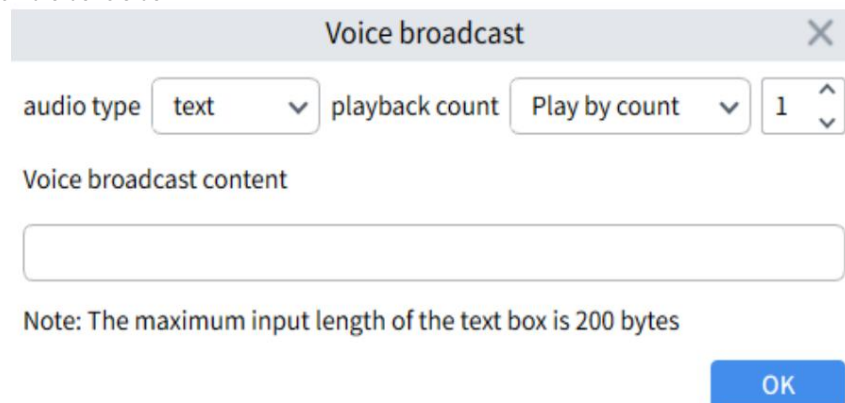 Voice broadcast
audio type text playback count Play by count 1
Voice broadcast content
Note: The maximum input length of the text box is 200 bytes
OK